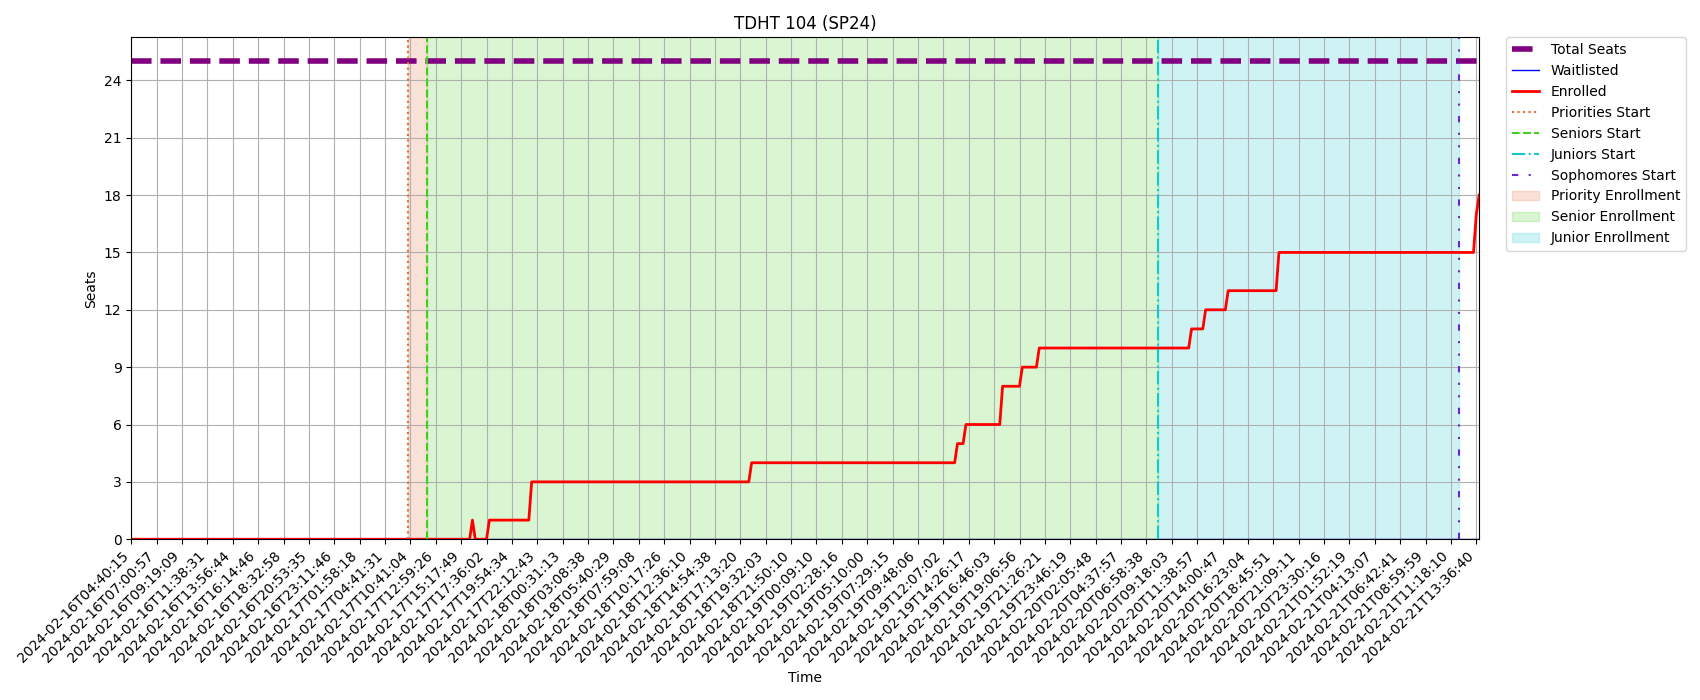 TDHT 104 (SP24)
Total Seats
Waitlisted
Enrolled
Priorities Start
Seniors Start
Juniors Start
Sophomores Start
Priority Enrollment
Senior Enrollment
Junior Enrollment
Seats
24
21
18
15
12
9
6
3
0
2024-02-16T04:40:15
2024-02-16T07:00:57
2024-02-16T09:19:09
2024-02-16T11:38:31
2024-02-16T13:56:44
2024-02-16T16:14:46
2024-02-16T18:32:58
2024-02-16T20:53:35
2024-02-16T23:11:46
2024-02-17T01:58:18
2024-02-17T04:41:31
2024-02-17T10:41:04
2024-02-17T12:59:26
2024-02-17T15:17:49
2024-02-17T17:36:02
2024-02-17T19:54:34
2024-02-17T22:12:43
2024-02-18T00:31:13
2024-02-18T03:08:38
2024-02-18T05:40:29
2024-02-18T07:59:08
2024-02-18T10:17:26
2024-02-18T12:36:10
2024-02-18T14:54:38
2024-02-18T17:13:20
2024-02-18T19:32:03
2024-02-18T21:50:10
2024-02-19T00:09:10
2024-02-19T02:28:16
2024-02-19T05:10:00
2024-02-19T07:29:15
2024-02-19T09:48:06
2024-02-19T12:07:02
2024-02-19T14:26:17
2024-02-19T16:46:03
2024-02-19T19:06:56
2024-02-19T21:26:21
2024-02-19T23:46:19
2024-02-20T02:05:48
2024-02-20T04:37:57
2024-02-20T06:58:38
2024-02-20T09:18:03
2024-02-20T11:38:57
2024-02-20T14:00:47
2024-02-20T16:23:04
2024-02-20T18:45:51
2024-02-20T21:09:11
2024-02-20T23:30:16
2024-02-21T01:52:19
2024-02-21T04:13:07
2024-02-21T06:42:41
2024-02-21T08:59:59
2024-02-21T11:18:10
2024-02-21T13:36:40
Time